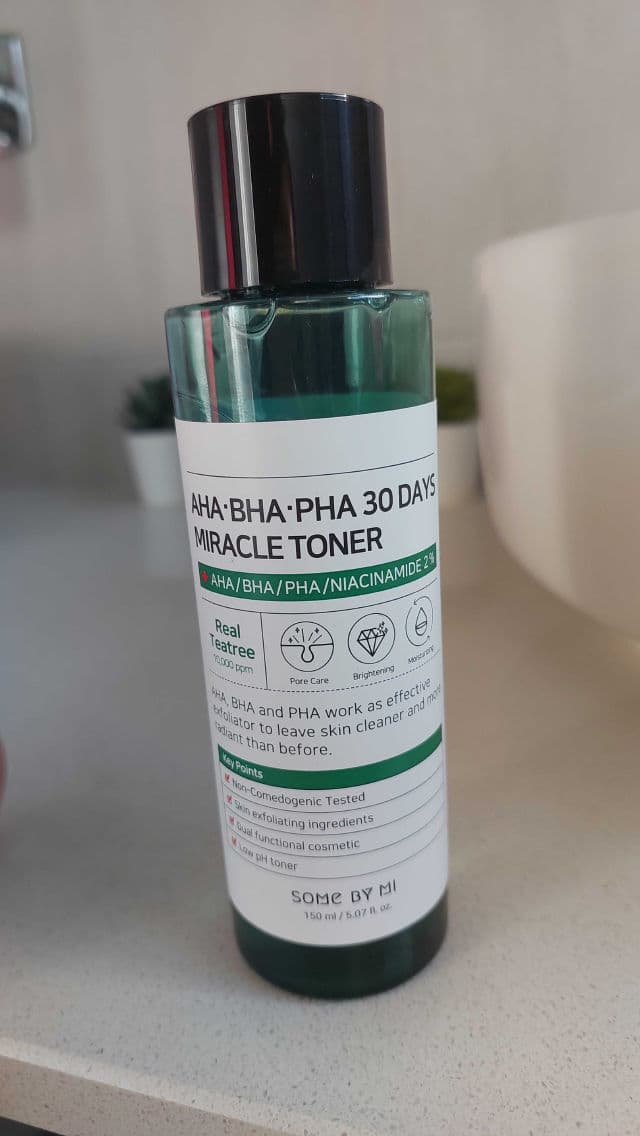 AHA·BHA·PHA 30 DAYS
MIRACLE TONER
+ AHA/BHA/PHA/NIACINAMIDE 2%
Real
Teatree
10,000 ppm
Pore Care
Brightening
Moisturizing
AHA, BHA and PHA work as effective
exfoliator to leave skin cleaner and more
radiant than before.
Key Points
Non-Comedogenic Tested
Skin exfoliating ingredients
Dual functional cosmetic
Low pH toner
SOME BY MI
150 ml / 5.07 fl. oz.